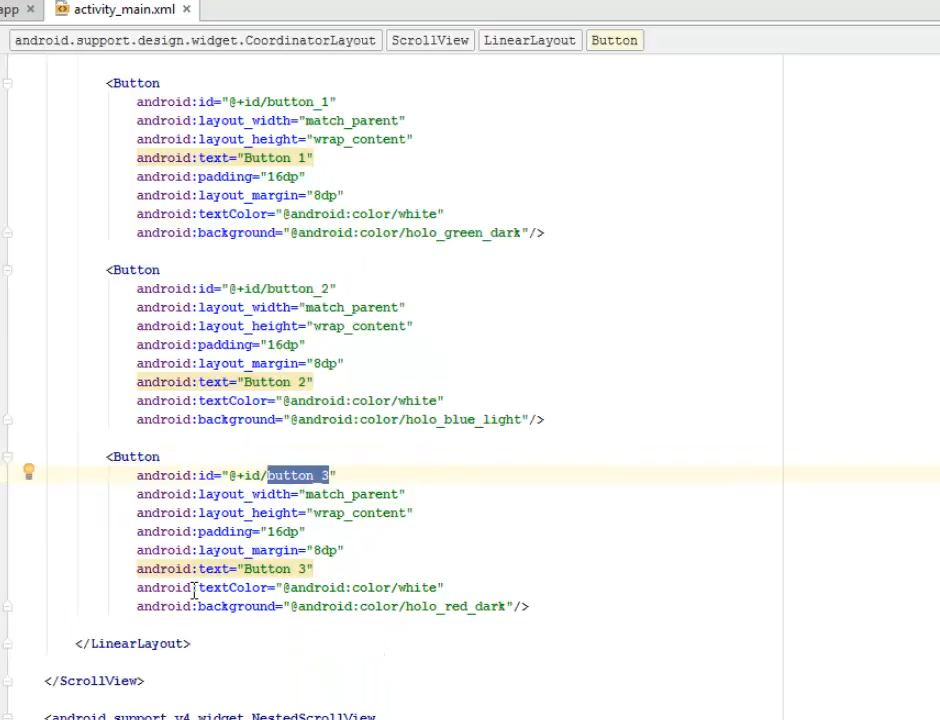 app
activity_main.xml
android.support.design.widget.CoordinatorLayout ScrollView LinearLayout Button
<Button
android:id="@+id/button_1"
android:layout_width="match_parent"
android:layout_height="wrap_content"
android:text="Button 1"
android:padding="16dp"
android:layout_margin="8dp"
android:textColor="@android:color/white"
android:background="@android:color/holo_green_dark"/>
<Button
android:id="@+id/button_2"
android:layout_width="match_parent"
android:layout_height="wrap_content"
android:padding="16dp"
android:layout_margin="8dp"
android:text="Button 2"
android:textColor="@android:color/white"
android:background="@android:color/holo_blue_light"/>
<Button
android:id="@+id/button_3"
android:layout_width="match_parent"
android:layout_height="wrap_content"
android:padding="16dp"
android:layout_margin="8dp"
android:text="Button 3"
android:textColor="@android:color/white"
android:background="@android:color/holo_red_dark"/>
</LinearLayout>
</ScrollView>
<android.support.v4.widget.NestedScrollView